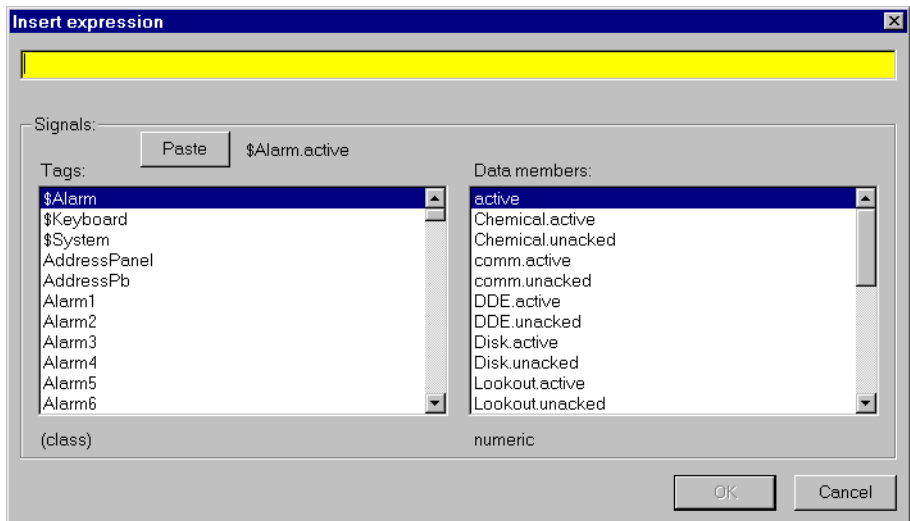 Insert expression
Signals:
Paste
$Alarm.active
Tags:
$Alarm
$Keyboard
$System
AddressPanel
AddressPb
Alarm1
Alarm2
Alarm3
Alarm4
Alarm5
Alarm6
(class)
Data members:
active
Chemical.active
Chemical.unacked
comm.active
comm.unacked
DDE.active
DDE.unacked
Disk.active
Disk.unacked
Lookout.active
Lookout.unacked
numeric
OK
Cancel